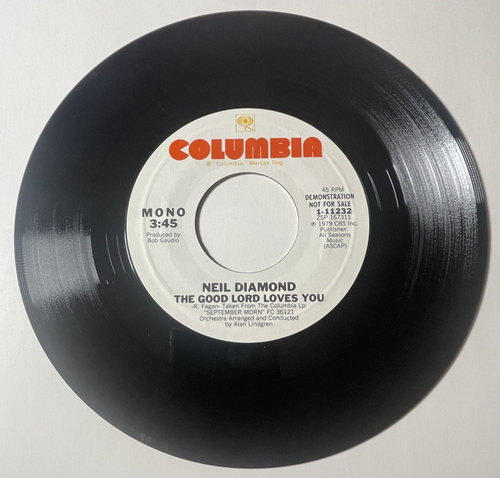 COLUMBIA
® "Columbia," Marcas Reg.
MONO
3:45
Produced by
Bob Gaudio
45 RPM
DEMONSTRATION
NOT FOR SALE
1-11232
ZSP 167311
℗ 1979 CBS Inc.
Publisher:
All Seasons
Music
(ASCAP)
NEIL DIAMOND
THE GOOD LORD LOVES YOU
-R. Fagan- Taken From The Columbia Lp
"SEPTEMBER MORN" FC 36121
Orchestra Arranged and Conducted
by Alan Lindgren